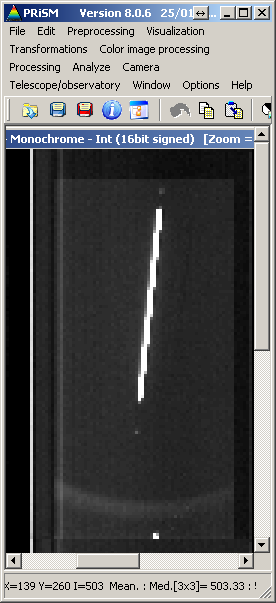 PRiSM Version 8.0.6 25/01
File Edit Preprocessing Visualization
Transformations Color image processing
Processing Analyze Camera
Telescope/observatory Window Options Help
Monochrome - Int (16bit signed) [Zoom =
X=139 Y=260 I=503 Mean. : Med.[3x3]= 503.33 :